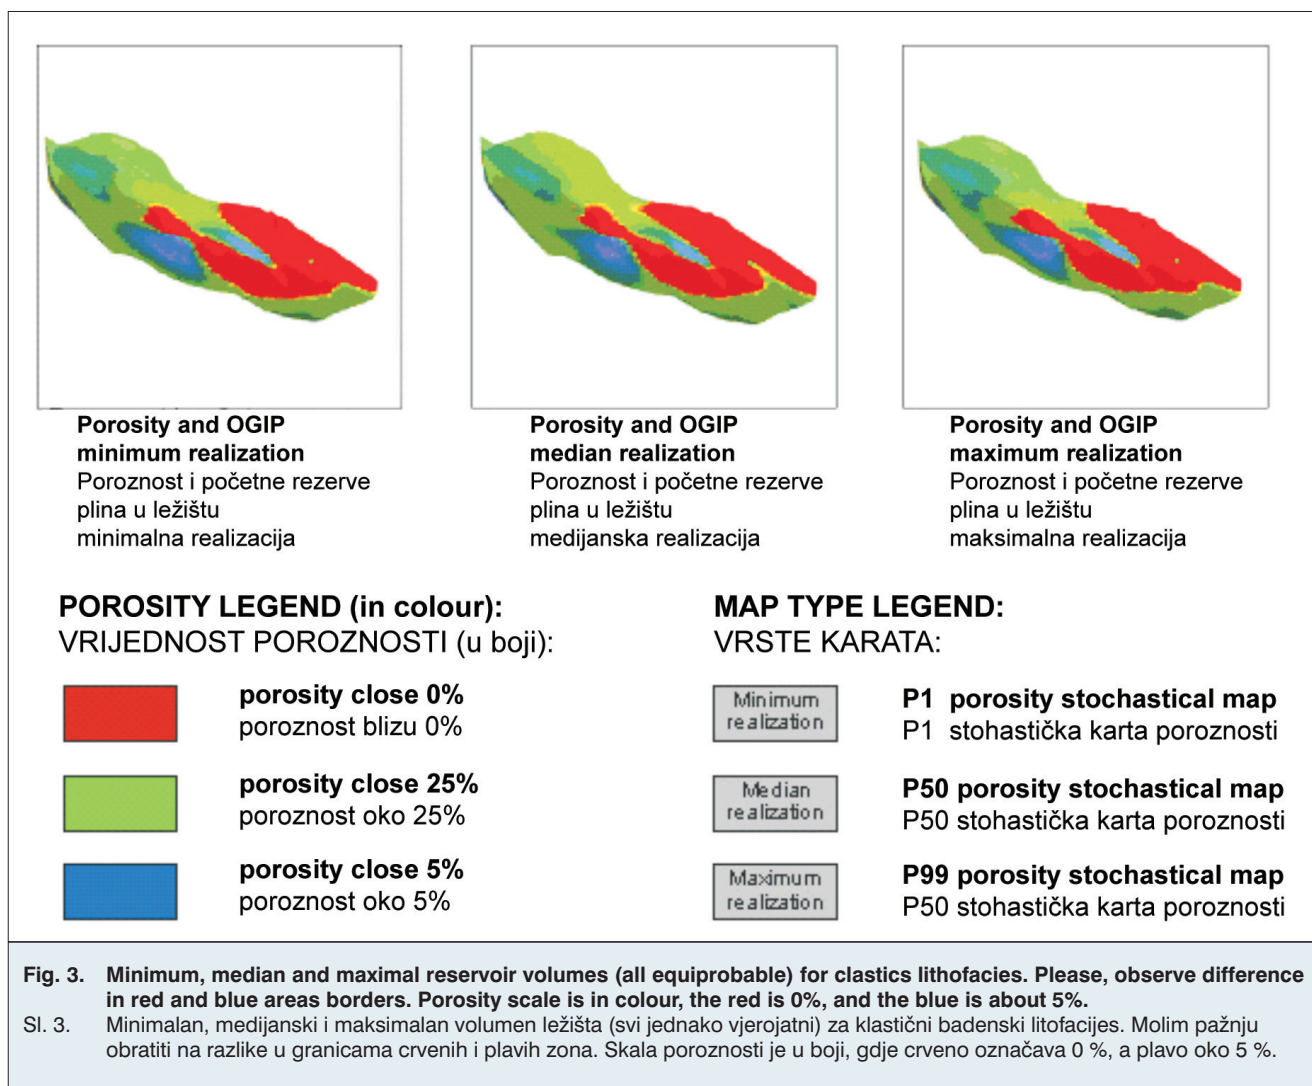 Porosity and OGIP
minimum realization
Poroznost i početne rezerve
plina u ležištu
minimalna realizacija
Porosity and OGIP
median realization
Poroznost i početne rezerve
plina u ležištu
medijanska realizacija
Porosity and OGIP
maximum realization
Poroznost i početne rezerve
plina u ležištu
maksimalna realizacija
POROSITY LEGEND (in colour):
VRIJEDNOST POROZNOSTI (u boji):
porosity close 0%
poroznost blizu 0%
porosity close 25%
poroznost oko 25%
porosity close 5%
poroznost oko 5%
MAP TYPE LEGEND:
VRSTE KARATA:
Minimum
realization
P1 porosity stochastical map
P1 stohastička karta poroznosti
Median
realization
P50 porosity stochastical map
P50 stohastička karta poroznosti
Maximum
realization
P99 porosity stochastical map
P50 stohastička karta poroznosti
Fig. 3. Minimum, median and maximal reservoir volumes (all equiprobable) for clastics lithofacies. Please, observe difference
in red and blue areas borders. Porosity scale is in colour, the red is 0%, and the blue is about 5%.
Sl. 3. Minimalan, medijanski i maksimalan volumen ležišta (svi jednako vjerojatni) za klastični badenski litofacijes. Molim pažnju
obratiti na razlike u granicama crvenih i plavih zona. Skala poroznosti je u boji, gdje crveno označava 0 %, a plavo oko 5 %.